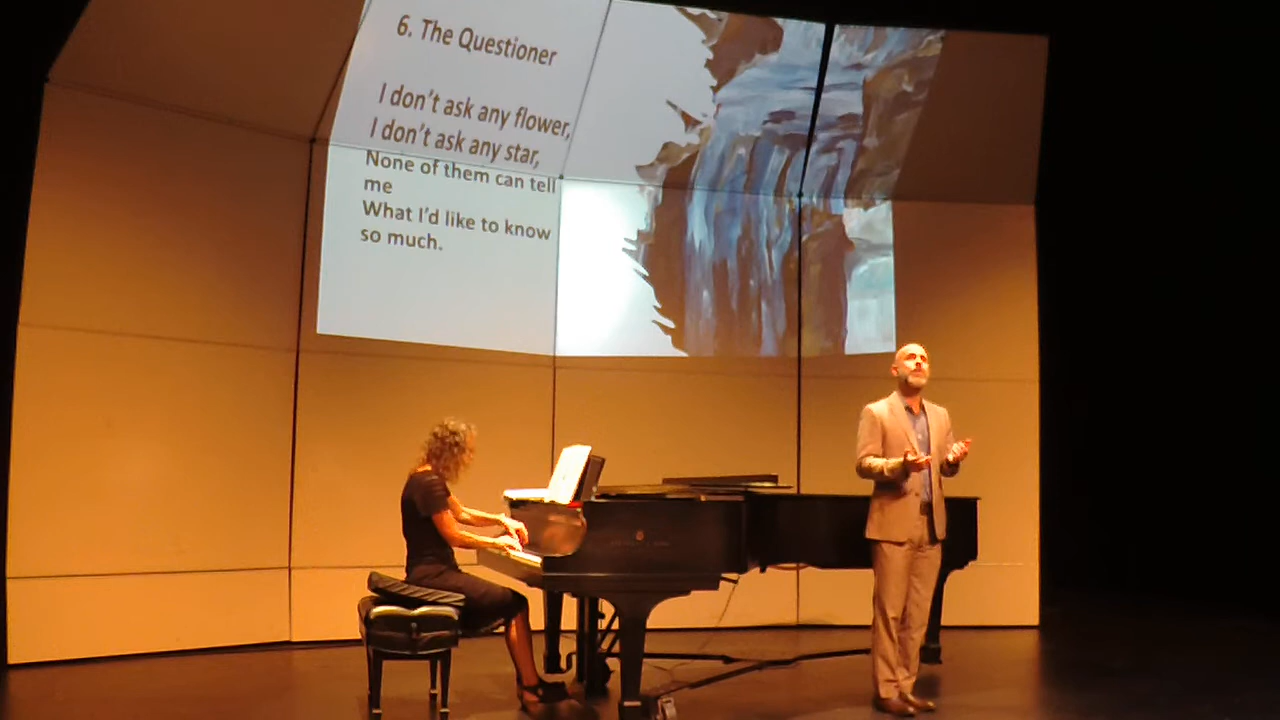 6. The Questioner
I don't ask any flower,
I don't ask any star,
None of them can tell
me
What I'd like to know
so much.